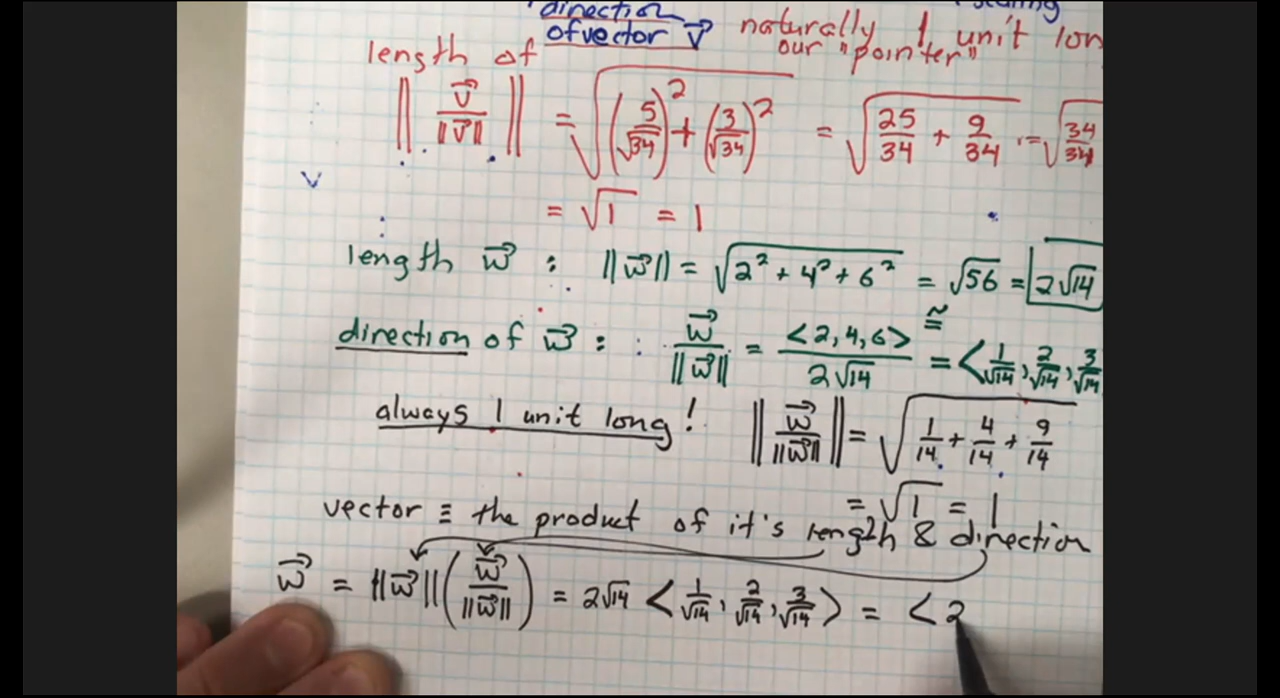 direction scaling
of vector v⃗ naturally 1 unit lon
our "pointer"
length of
‖ v⃗/‖v⃗‖ ‖ = √((5/√34)² + (3/√34)²) = √(25/34 + 9/34) = √(34/34)
= √1 = 1
length w⃗ : ‖w⃗‖ = √(2² + 4² + 6²) = √56 = 2√14
direction of w⃗ : w⃗/‖w⃗‖ = <2, 4, 6>/2√14 ≅ = <1/√14, 2/√14, 3/√14
always 1 unit long! ‖ w⃗/‖w⃗‖ ‖ = √(1/14 + 4/14 + 9/14)
= √1 = 1
vector ≡ the product of it's length & direction
w⃗ = ‖w⃗‖(w⃗/‖w⃗‖) = 2√14 <1/√14, 2/√14, 3/√14> = <2